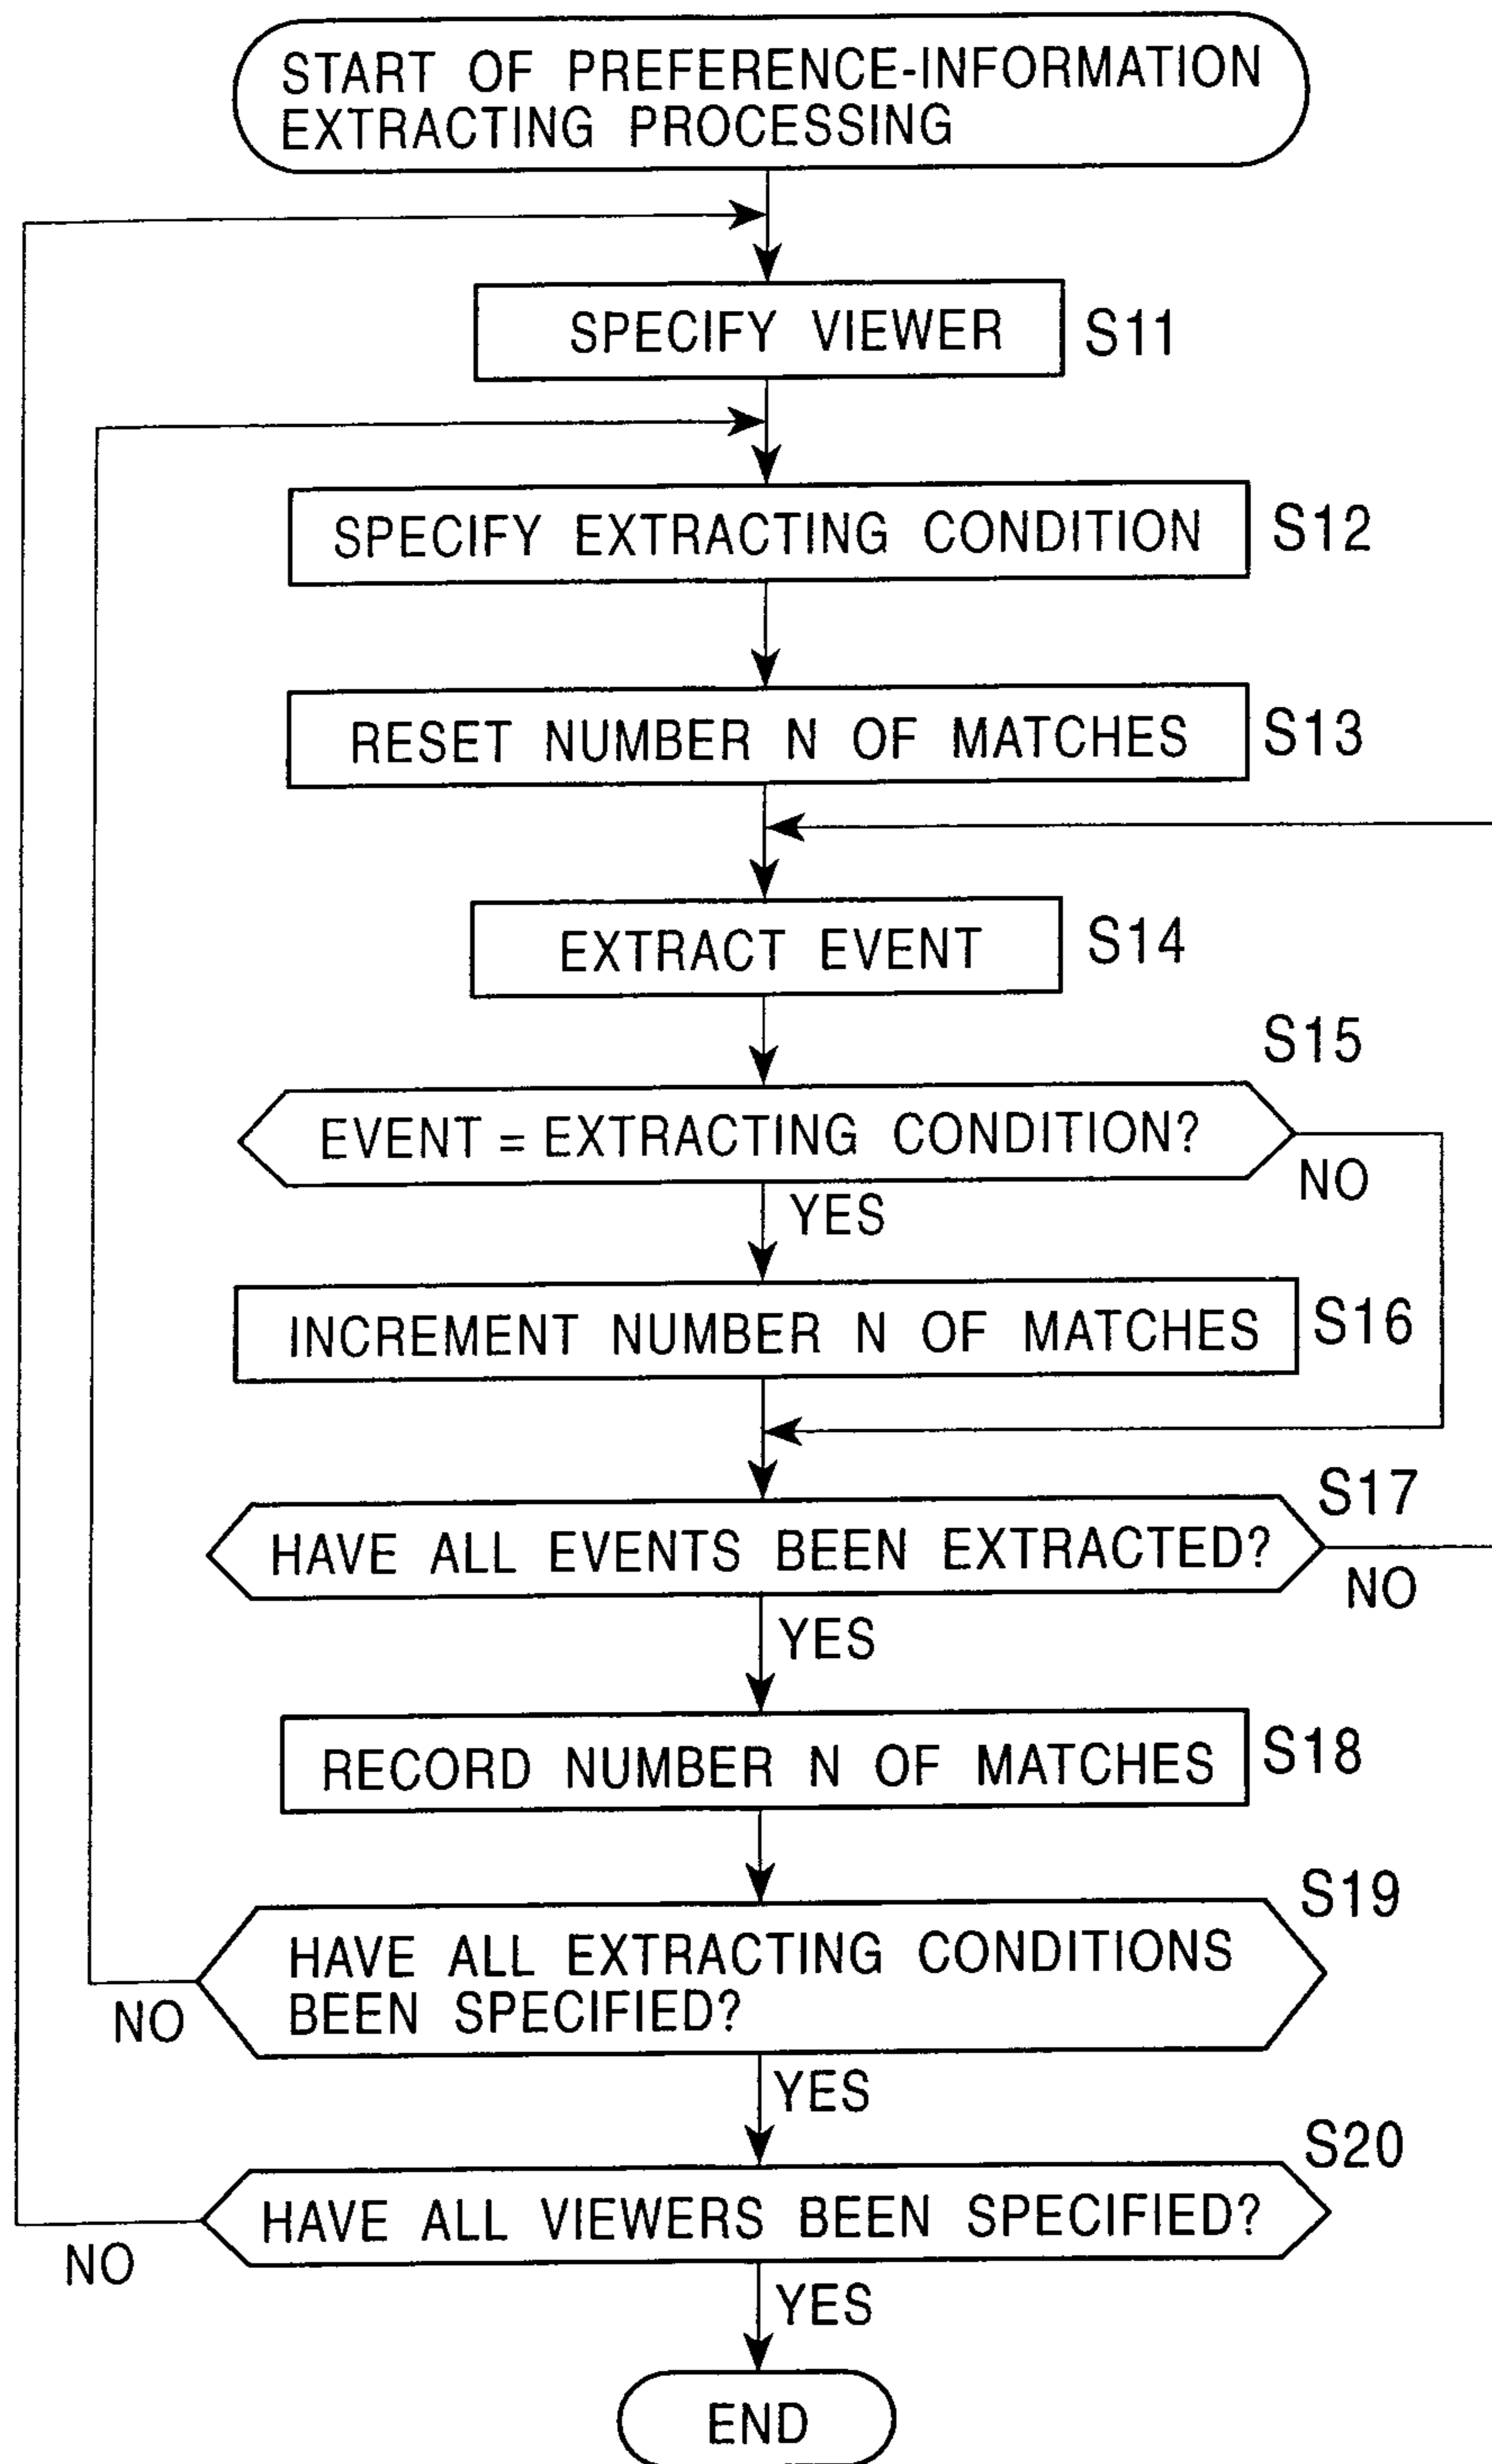 START OF PREFERENCE-INFORMATION
EXTRACTING PROCESSING
SPECIFY VIEWER
S11
SPECIFY EXTRACTING CONDITION
S12
RESET NUMBER N OF MATCHES
S13
EXTRACT EVENT
S14
S15
EVENT = EXTRACTING CONDITION?
NO
YES
INCREMENT NUMBER N OF MATCHES
S16
S17
HAVE ALL EVENTS BEEN EXTRACTED?
NO
YES
RECORD NUMBER N OF MATCHES
S18
S19
HAVE ALL EXTRACTING CONDITIONS
BEEN SPECIFIED?
NO
YES
S20
HAVE ALL VIEWERS BEEN SPECIFIED?
NO
YES
END